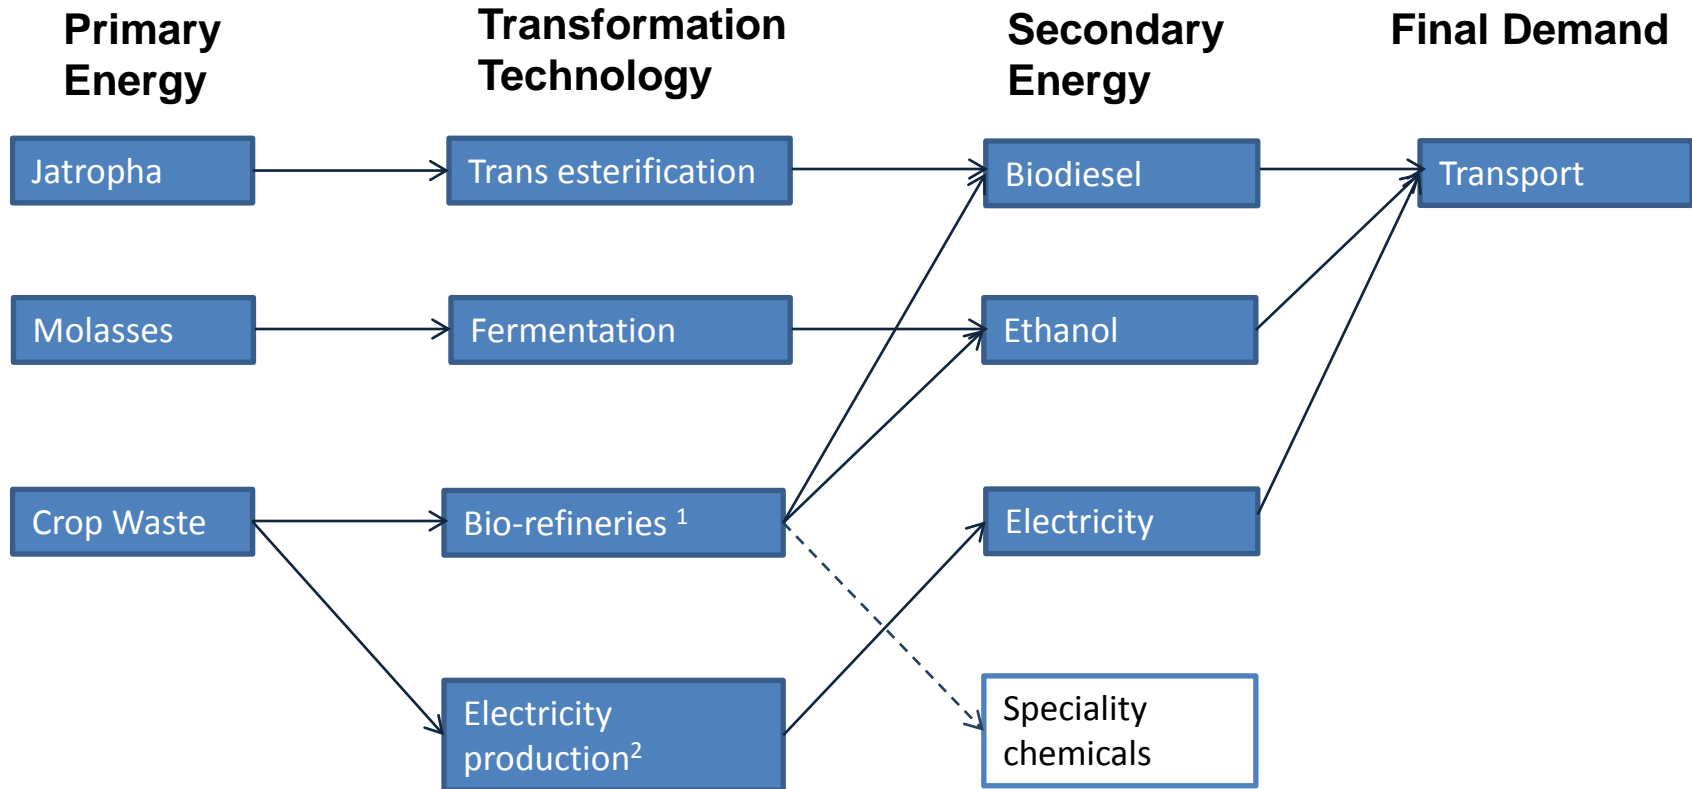 Primary
Energy
Transformation
Technology
Secondary
Energy
Final Demand
Jatropha
Trans esterification
Biodiesel
Transport
Molasses
Fermentation
Ethanol
Crop Waste
Bio-refineries ¹
Electricity
Electricity
production²
Speciality
chemicals